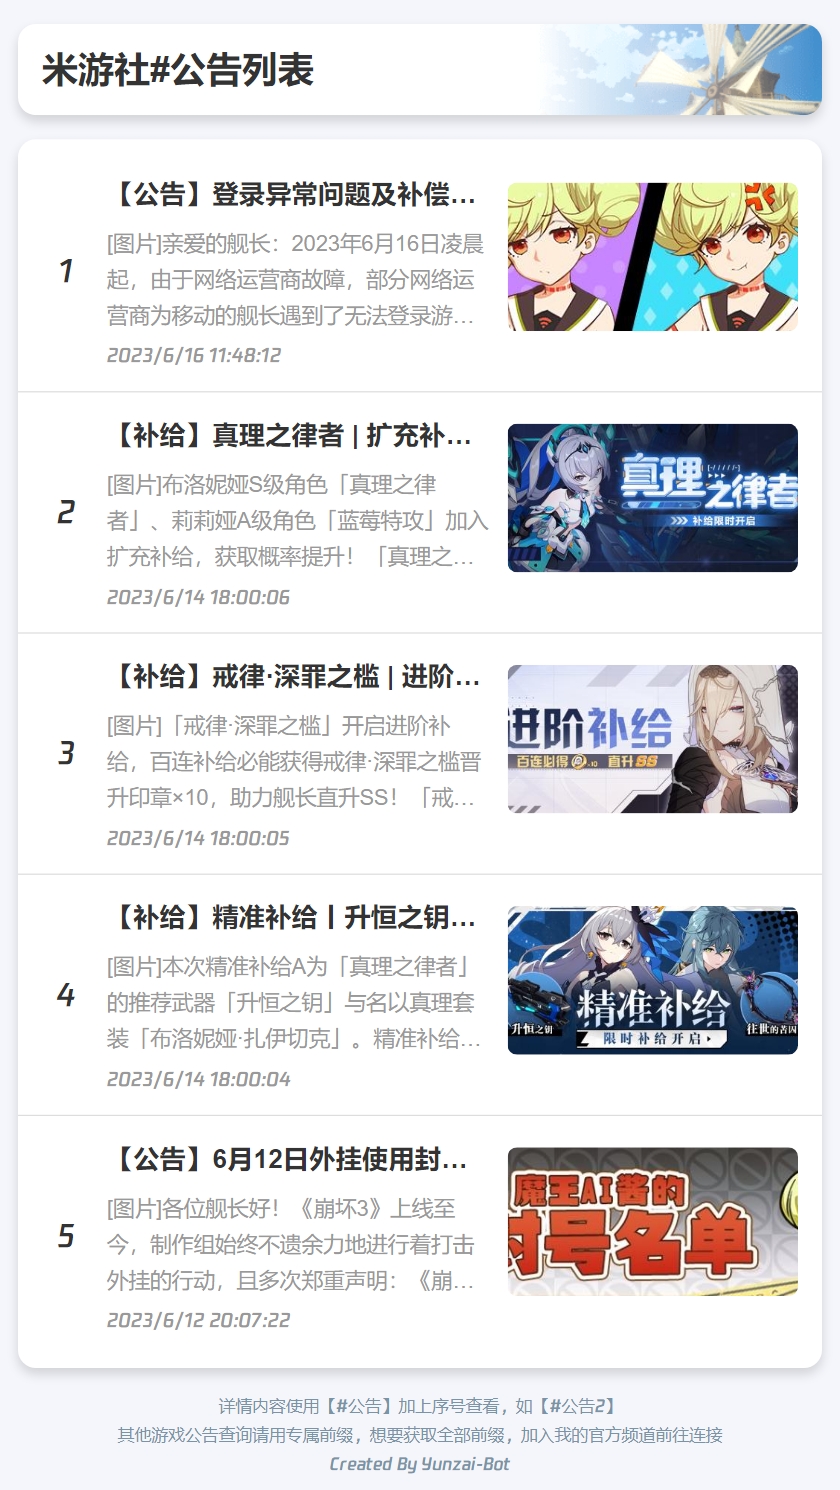 米游社#公告列表
1
【公告】登录异常问题及补偿…
[图片]亲爱的舰长：2023年6月16日凌晨
起，由于网络运营商故障，部分网络运
营商为移动的舰长遇到了无法登录游…
2023/6/16 11:48:12
2
【补给】真理之律者 | 扩充补…
[图片]布洛妮娅S级角色「真理之律
者」、莉莉娅A级角色「蓝莓特攻」加入
扩充补给，获取概率提升！「真理之…
2023/6/14 18:00:06
真理之律者
>>> 补给限时开启
3
【补给】戒律·深罪之槛 | 进阶…
[图片]「戒律·深罪之槛」开启进阶补
给，百连补给必能获得戒律·深罪之槛晋
升印章×10，助力舰长直升SS！「戒…
2023/6/14 18:00:05
进阶补给
百连必得 ×10 直升SS
4
【补给】精准补给丨升恒之钥…
[图片]本次精准补给A为「真理之律者」
的推荐武器「升恒之钥」与名以真理套
装「布洛妮娅·扎伊切克」。精准补给…
2023/6/14 18:00:04
精准补给
升恒之钥
往世的苦因
限时补给开启
5
【公告】6月12日外挂使用封…
[图片]各位舰长好！《崩坏3》上线至
今，制作组始终不遗余力地进行着打击
外挂的行动，且多次郑重声明：《崩…
2023/6/12 20:07:22
魔王AI酱的
封号名单
详情内容使用【#公告】加上序号查看，如【#公告2】
其他游戏公告查询请用专属前缀，想要获取全部前缀，加入我的官方频道前往连接
Created By Yunzai-Bot